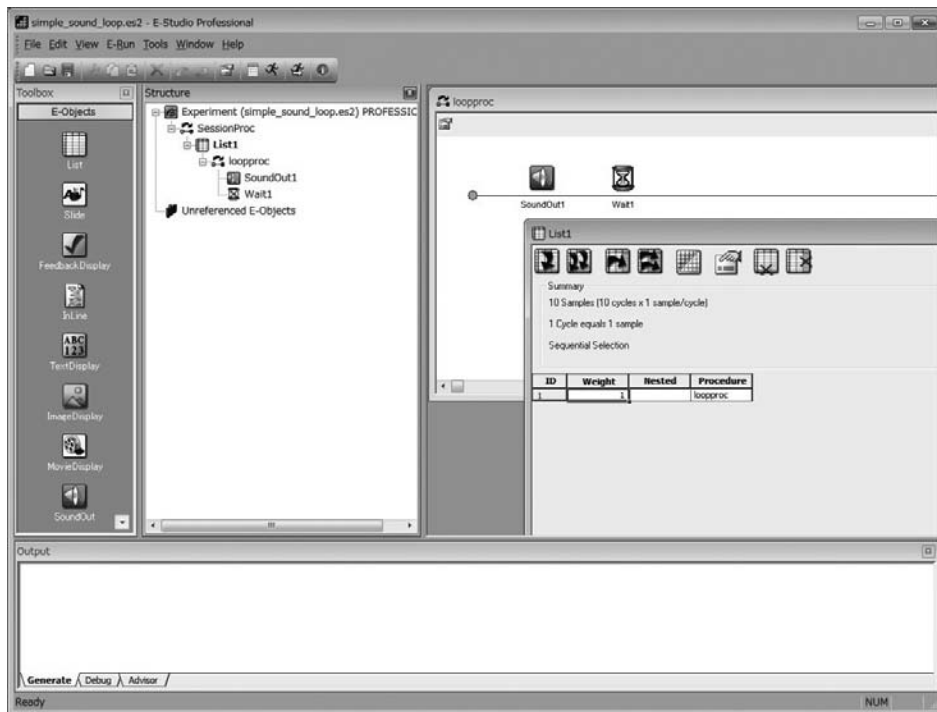 simple_sound_loop.es2 - E-Studio Professional
File Edit View E-Run Tools Window Help
Toolbox
E-Objects
List
Slide
FeedbackDisplay
InLine
ABC
123
TextDisplay
ImageDisplay
MovieDisplay
SoundOut
Structure
Experiment (simple_sound_loop.es2) PROFESSIC
SessionProc
List1
loopproc
SoundOut1
Wait1
Unreferenced E-Objects
loopproc
SoundOut1 Wait1
List1
Summary
10 Samples (10 cycles x 1 sample/cycle)
1 Cycle equals 1 sample
Sequential Selection
ID Weight Nested Procedure
1 1 loopproc
Output
Generate Debug Advisor
Ready NUM